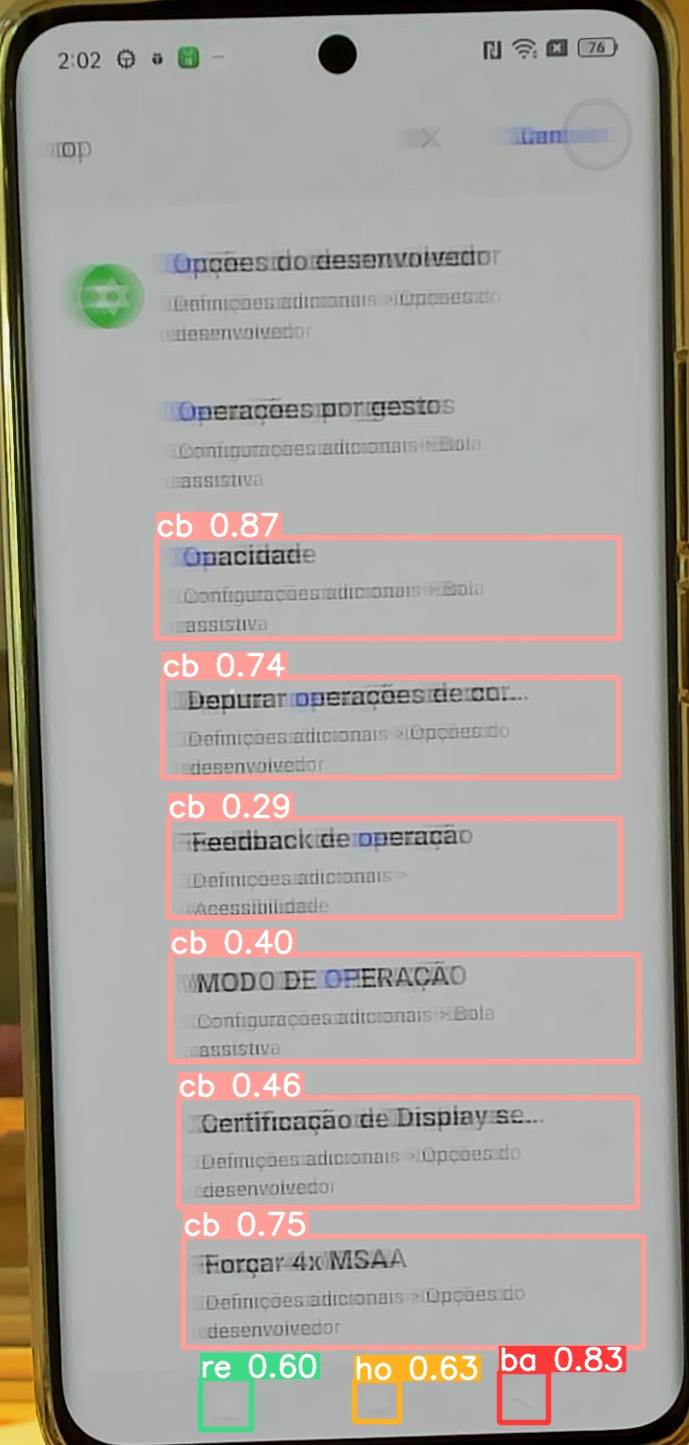 2:02
76
op
Opções do desenvolvedor
Definições adicionais > Opções do
desenvolvedor
Operações por gestos
Configurações adicionais > Bola
assistiva
cb 0.87
Opacidade
Configurações adicionais > Bola
assistiva
cb 0.74
Depurar operações de cor...
Definições adicionais > Opções do
desenvolvedor
cb 0.29
Feedback de operação
Definições adicionais >
Acessibilidade
cb 0.40
MODO DE OPERAÇÃO
Configurações adicionais > Bola
assistiva
cb 0.46
Certificação de Display se...
Definições adicionais > Opções do
desenvolvedor
cb 0.75
Forçar 4x MSAA
Definições adicionais > Opções do
desenvolvedor
re 0.60 ho 0.63 ba 0.83